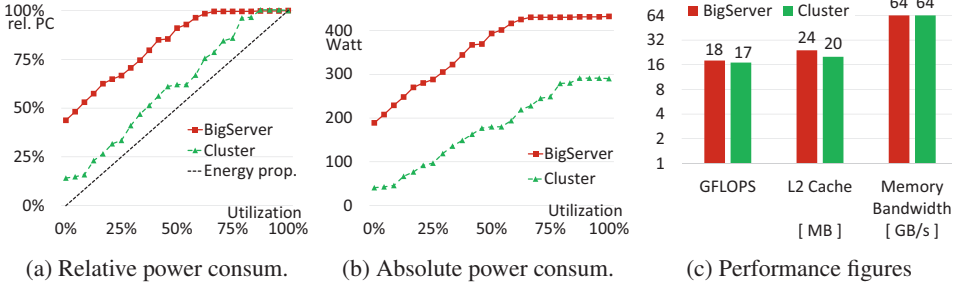 100%
rel. PC
75%
50%
25%
0%
BigServer
Cluster
Energy prop.
Utilization
0% 25% 50% 75% 100%
(a) Relative power consum.
400
Watt
300
200
100
0
BigServer
Cluster
Utilization
0% 25% 50% 75% 100%
(b) Absolute power consum.
BigServer Cluster
64
32
16
8
4
2
1
18 17
24 20
64 64
GFLOPS L2 Cache Memory
Bandwidth
[ MB ] [ GB/s ]
(c) Performance figures